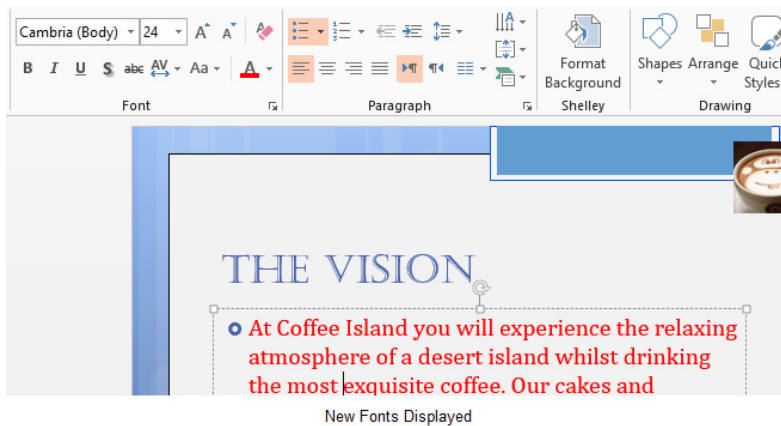 Cambria (Body) 24 A A
B I U S abc AV Aa A
A
Format
Background
Shapes Arrange Quic
Styles
Font Paragraph Shelley Drawing
THE VISION
At Coffee Island you will experience the relaxing
atmosphere of a desert island whilst drinking
the most exquisite coffee. Our cakes and
New Fonts Displayed